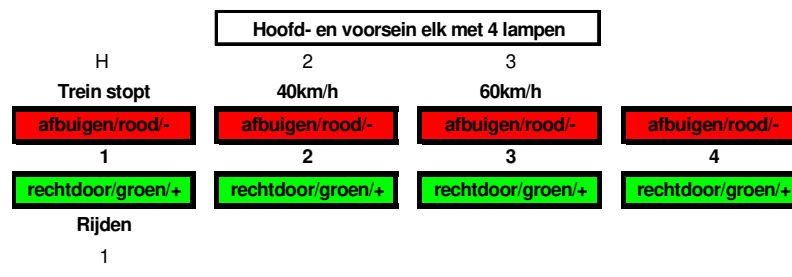 Hoofd- en voorsein elk met 4 lampen
H 2 3
Trein stopt 40km/h 60km/h
afbuigen/rood/- afbuigen/rood/- afbuigen/rood/- afbuigen/rood/-
1 2 3 4
rechtdoor/groen/+ rechtdoor/groen/+ rechtdoor/groen/+ rechtdoor/groen/+
Rijden
1